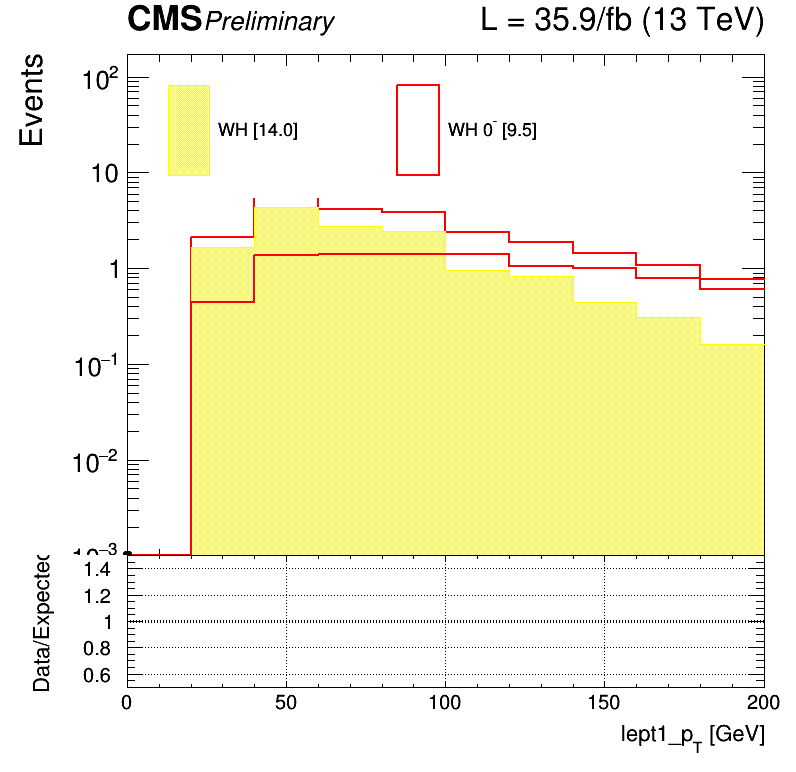 CMS Preliminary L = 35.9/fb (13 TeV)
Events
10²
WH [14.0] WH 0⁻ [9.5]
10
1
10⁻¹
10⁻²
10⁻³
Data/Expected
1.4
1.2
1
0.8
0.6
0 50 100 150 200
lept1_p_T [GeV]